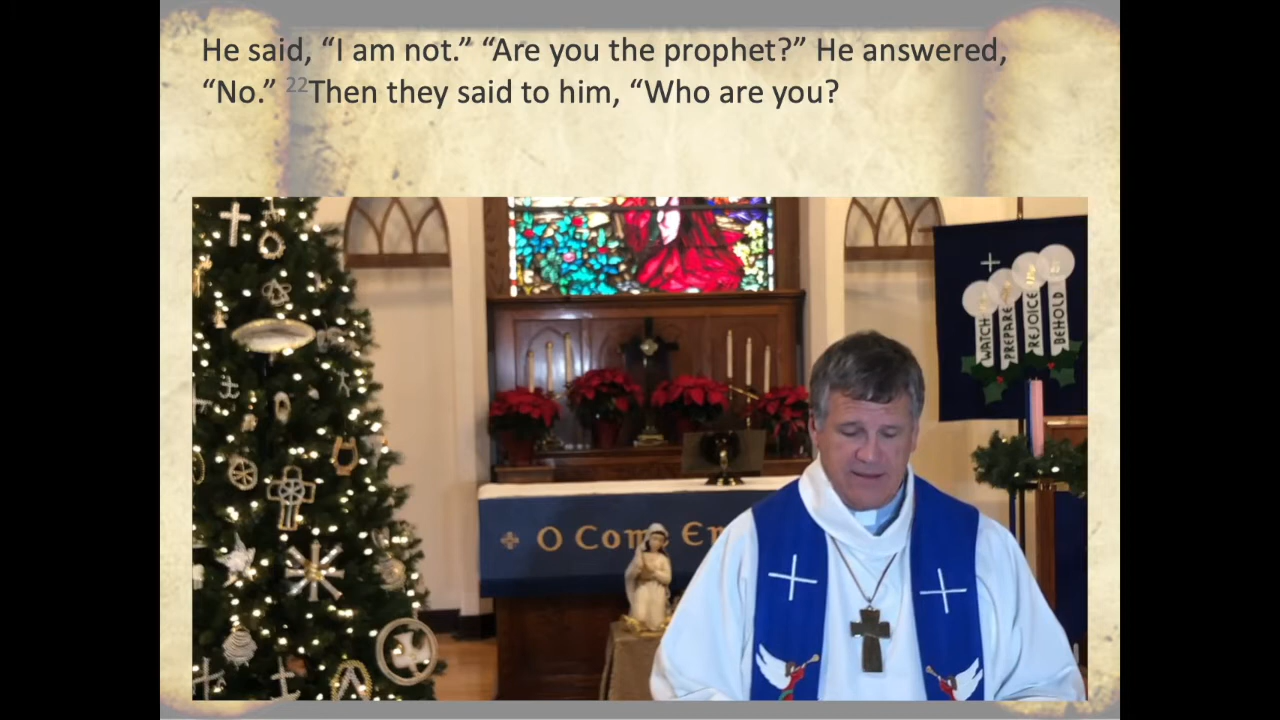 He said, “I am not.” “Are you the prophet?” He answered,
“No.” 22Then they said to him, “Who are you?
WATCH
PREPARE
REJOICE
BEHOLD
O Come